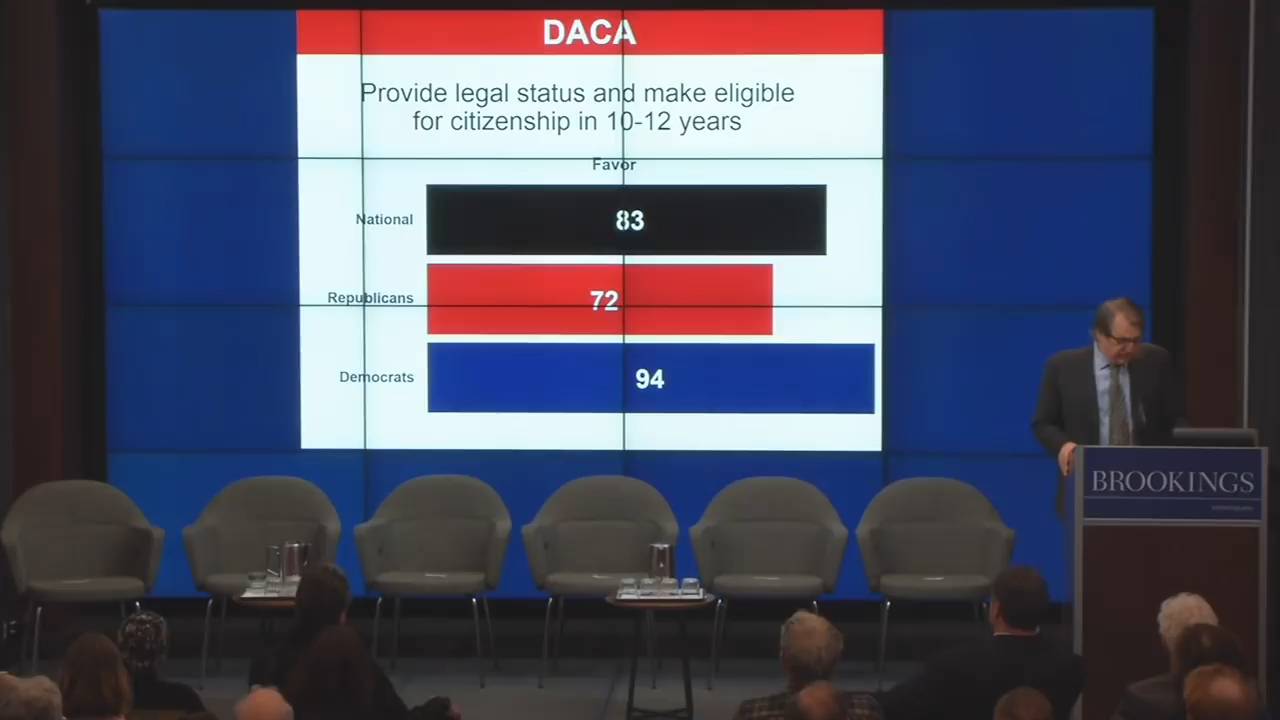 DACA
Provide legal status and make eligible
for citizenship in 10-12 years
Favor
National
83
Republicans
72
Democrats
94
BROOKINGS